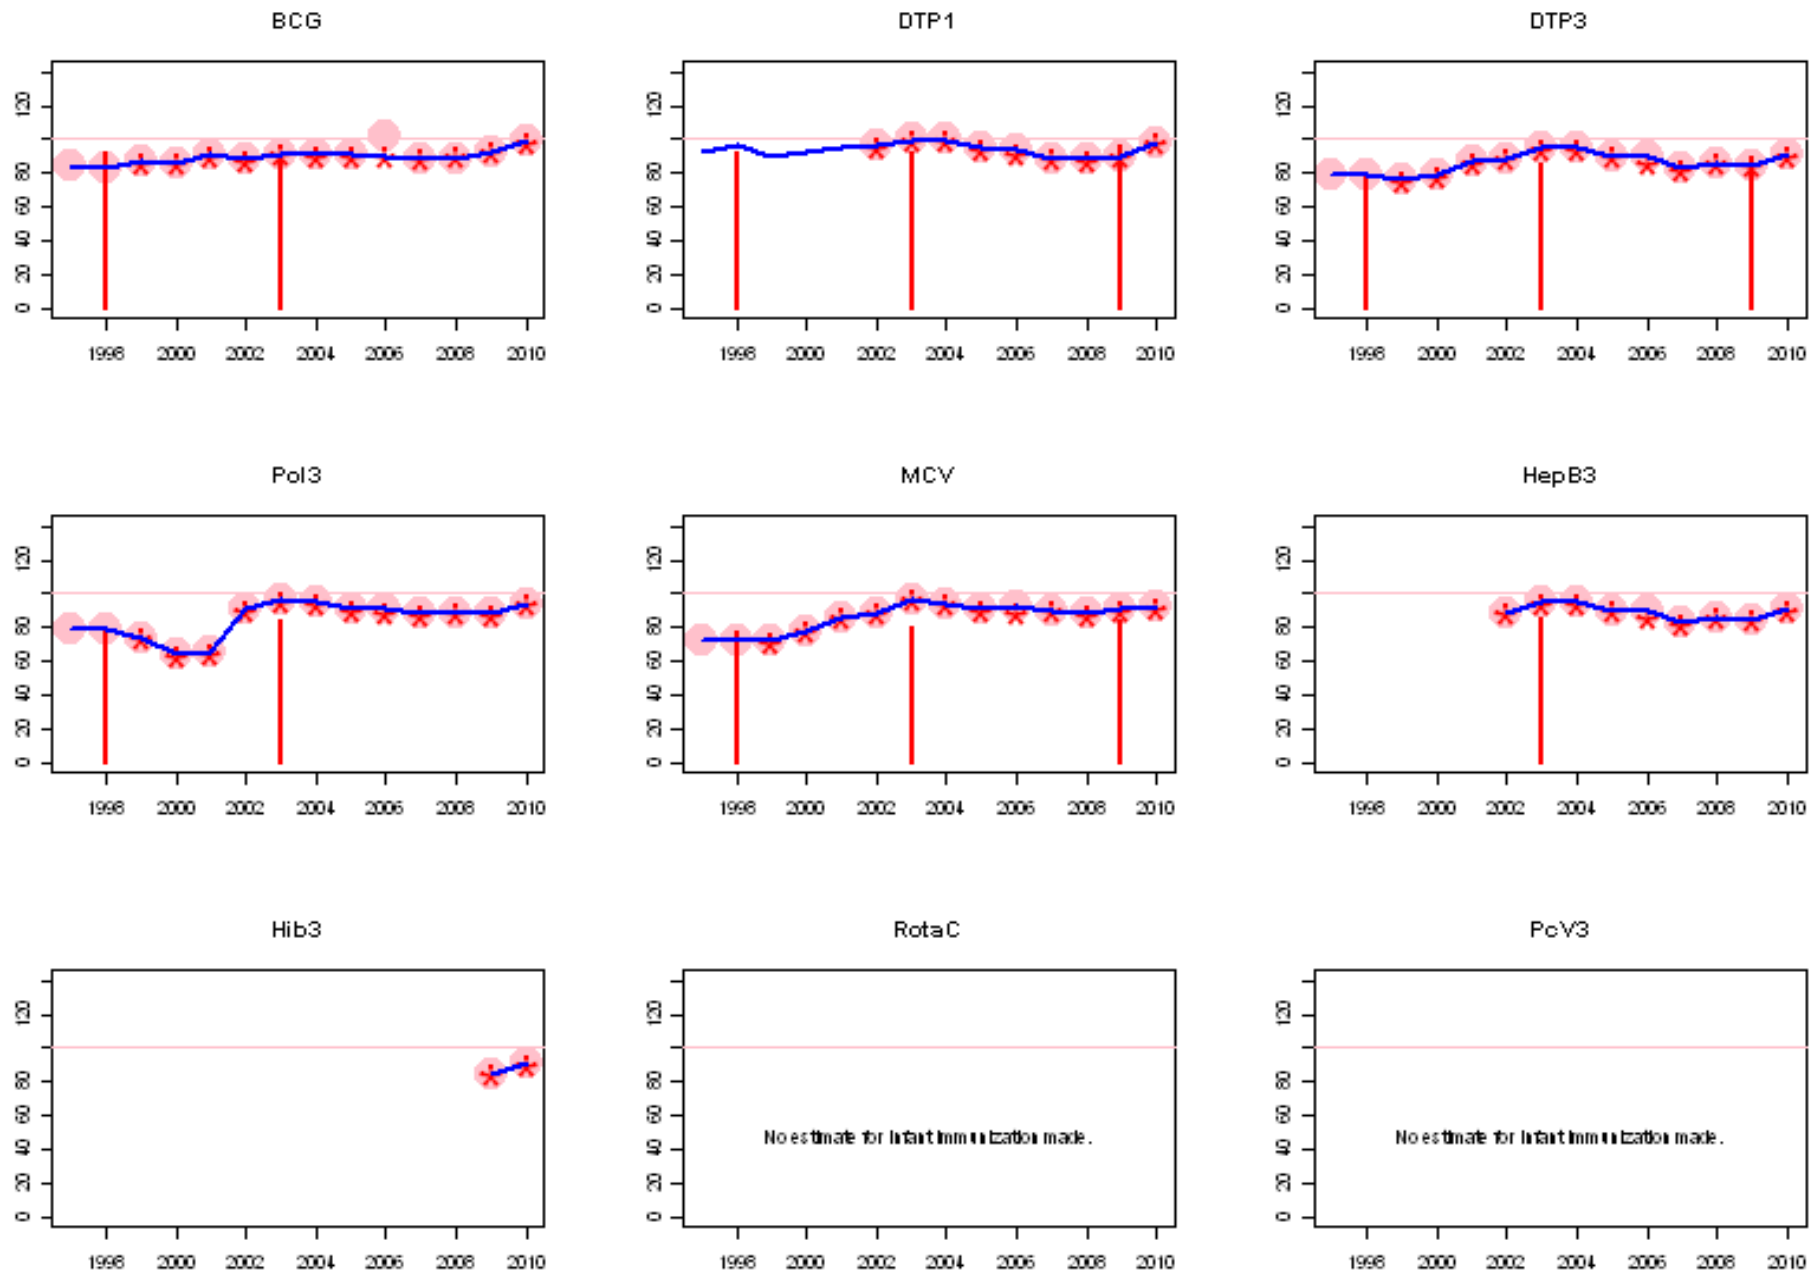 BCG DTP1 DTP3
120 120 120
80 80 80
60 60 60
40 40 40
20 20 20
0 0 0
1998 2000 2002 2004 2006 2008 2010 1998 2000 2002 2004 2006 2008 2010 1998 2000 2002 2004 2006 2008 2010
Pol3 MCV HepB3
120 120 120
80 80 80
60 60 60
40 40 40
20 20 20
0 0 0
1998 2000 2002 2004 2006 2008 2010 1998 2000 2002 2004 2006 2008 2010 1998 2000 2002 2004 2006 2008 2010
Hib3 RotaC PcV3
120 120 120
80 80 80
60 60 60
No estimate for infant immunization made. No estimate for infant immunization made.
40 40 40
20 20 20
0 0 0
1998 2000 2002 2004 2006 2008 2010 1998 2000 2002 2004 2006 2008 2010 1998 2000 2002 2004 2006 2008 2010